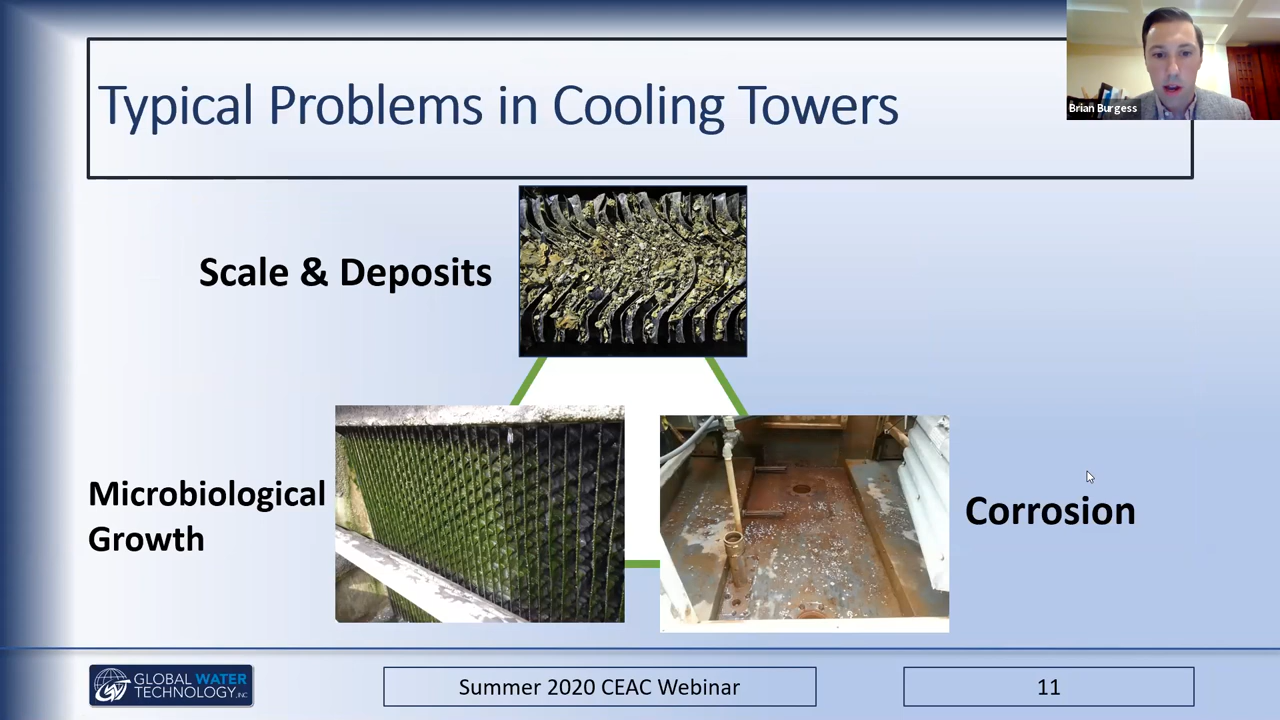 Typical Problems in Cooling Towers
Brian Burgess
Scale & Deposits
Microbiological
Growth
Corrosion
GLOBAL WATER
TECHNOLOGY, INC
Summer 2020 CEAC Webinar
11